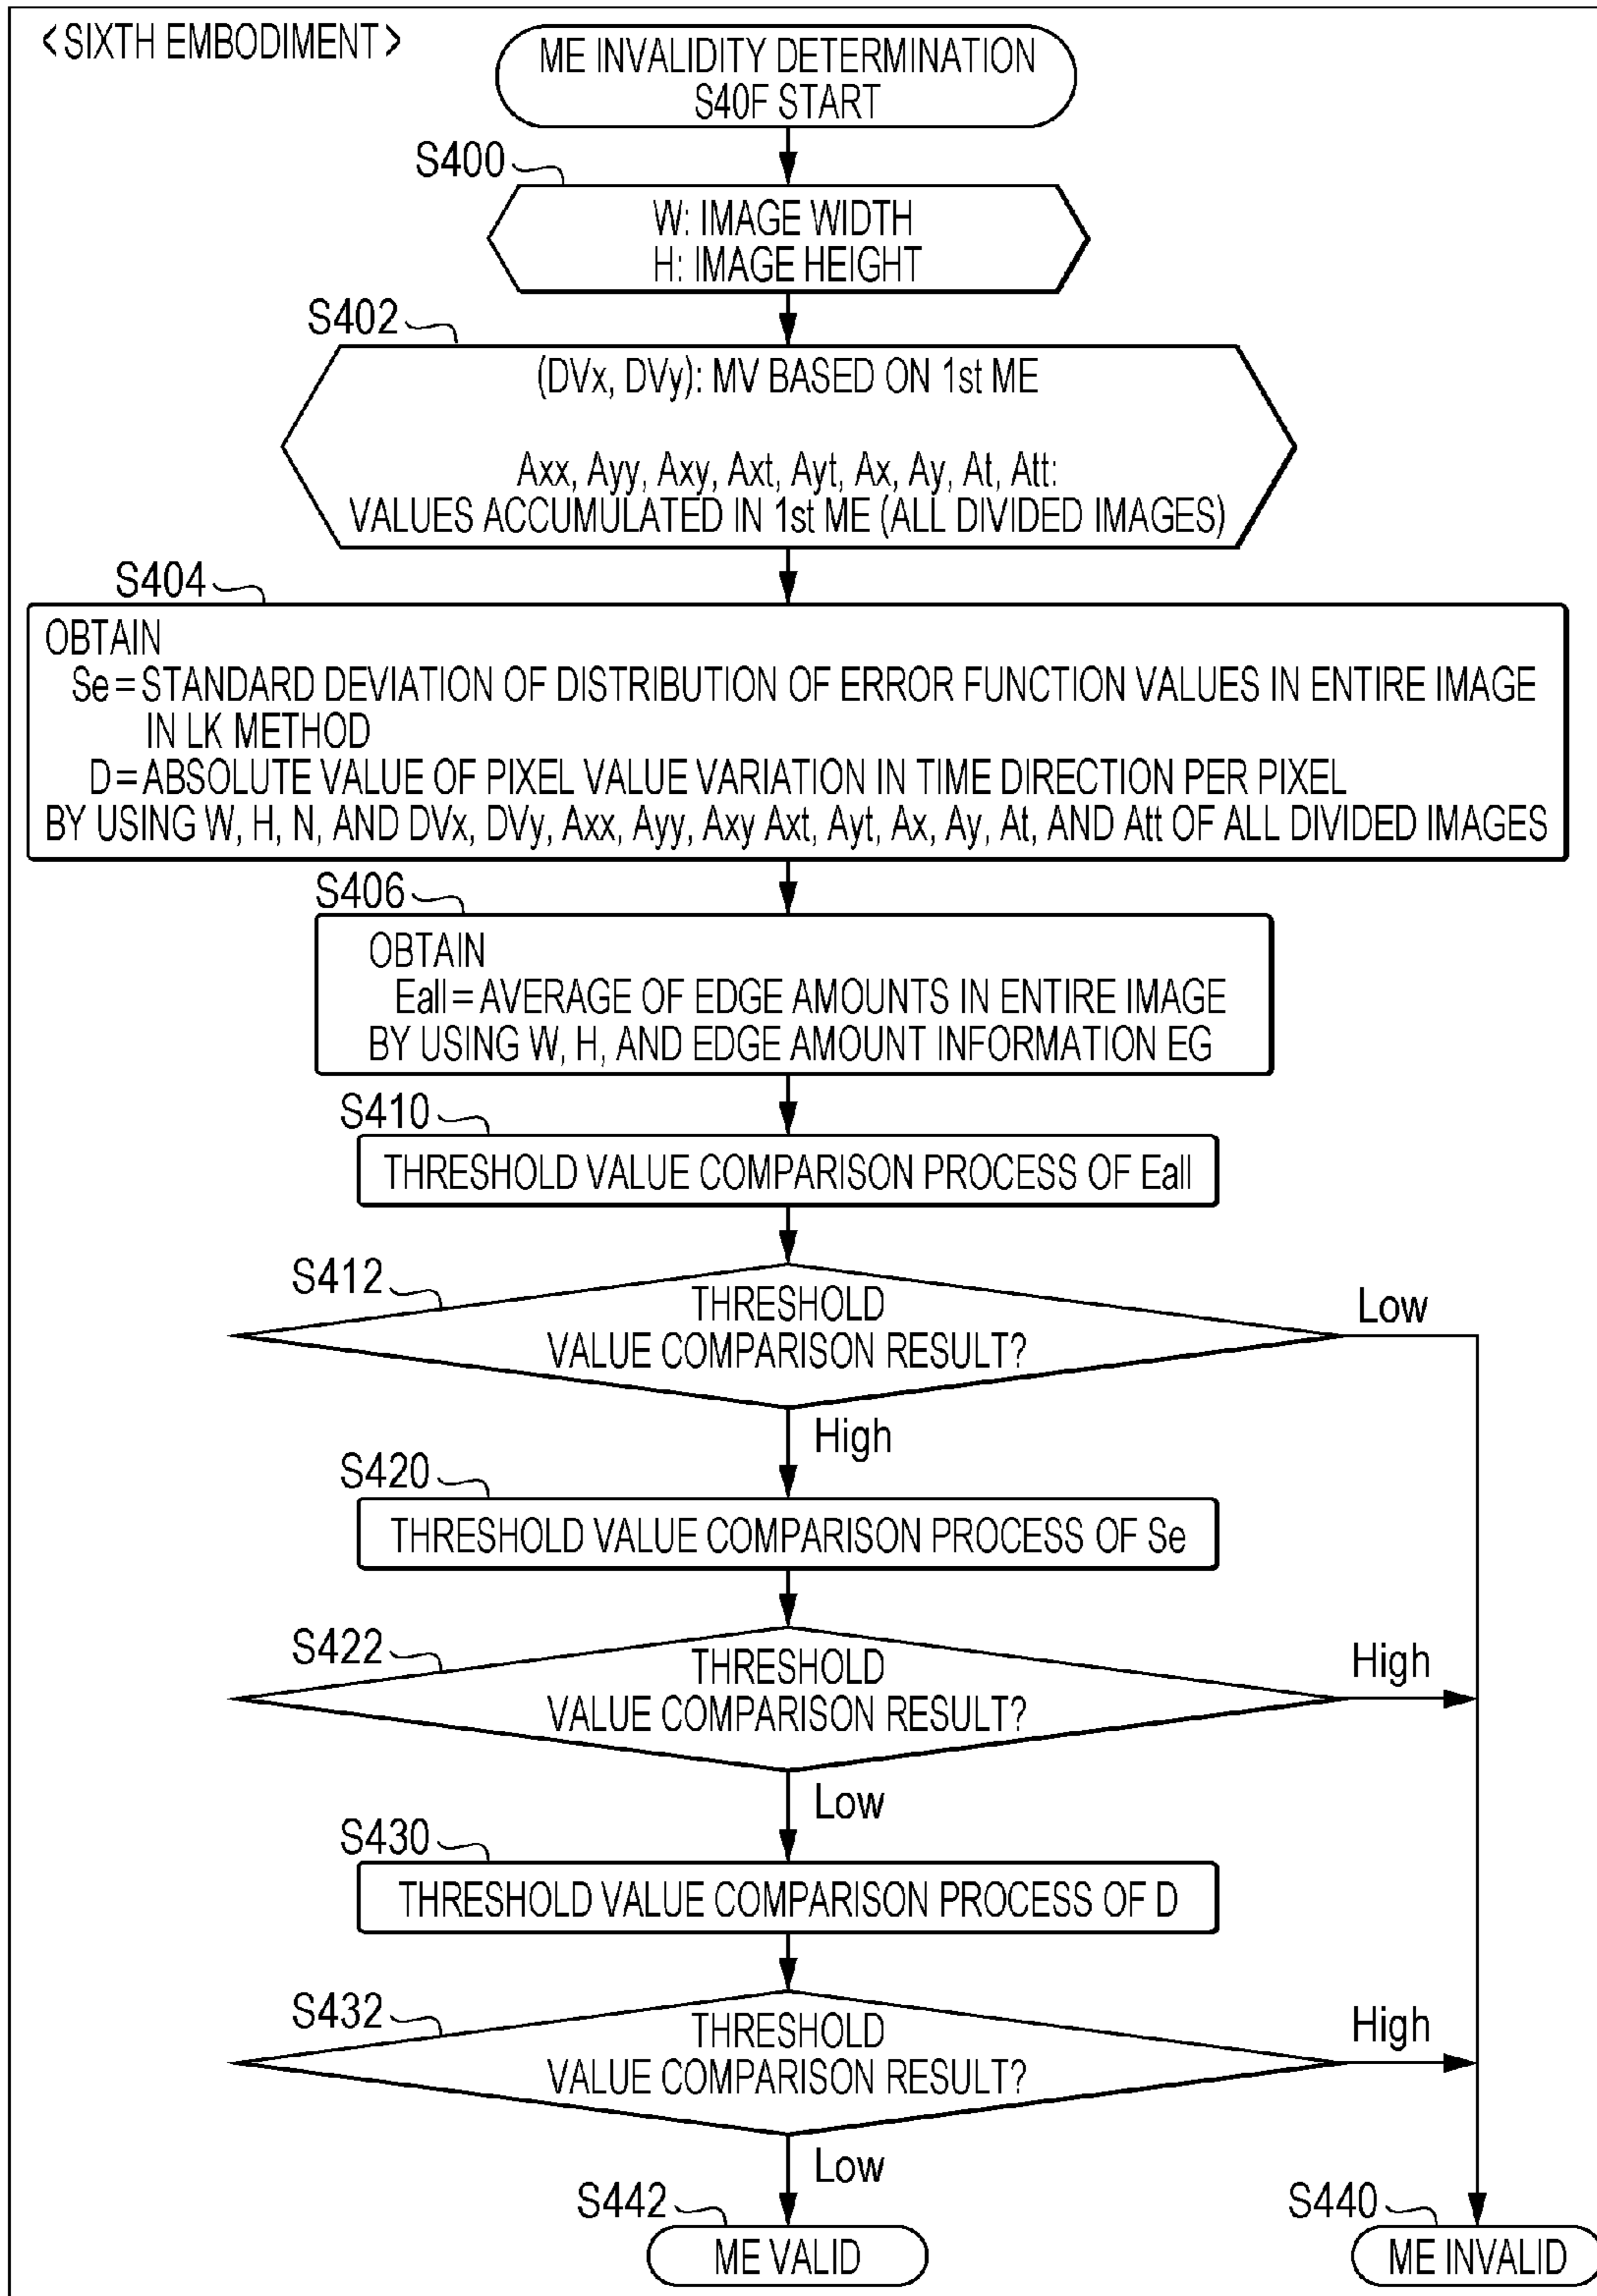 <SIXTH EMBODIMENT>
ME INVALIDITY DETERMINATION
S40F START
S400
W: IMAGE WIDTH
H: IMAGE HEIGHT
S402
(DVx, DVy): MV BASED ON 1st ME
Axx, Ayy, Axy, Axt, Ayt, Ax, Ay, At, Att:
VALUES ACCUMULATED IN 1st ME (ALL DIVIDED IMAGES)
S404
OBTAIN
Se=STANDARD DEVIATION OF DISTRIBUTION OF ERROR FUNCTION VALUES IN ENTIRE IMAGE
IN LK METHOD
D=ABSOLUTE VALUE OF PIXEL VALUE VARIATION IN TIME DIRECTION PER PIXEL
BY USING W, H, N, AND DVx, DVy, Axx, Ayy, Axy Axt, Ayt, Ax, Ay, At, AND Att OF ALL DIVIDED IMAGES
S406
OBTAIN
Eall=AVERAGE OF EDGE AMOUNTS IN ENTIRE IMAGE
BY USING W, H, AND EDGE AMOUNT INFORMATION EG
S410
THRESHOLD VALUE COMPARISON PROCESS OF Eall
S412
THRESHOLD
VALUE COMPARISON RESULT?
Low
High
S420
THRESHOLD VALUE COMPARISON PROCESS OF Se
S422
THRESHOLD
VALUE COMPARISON RESULT?
High
Low
S430
THRESHOLD VALUE COMPARISON PROCESS OF D
S432
THRESHOLD
VALUE COMPARISON RESULT?
High
Low
S442
ME VALID
S440
ME INVALID